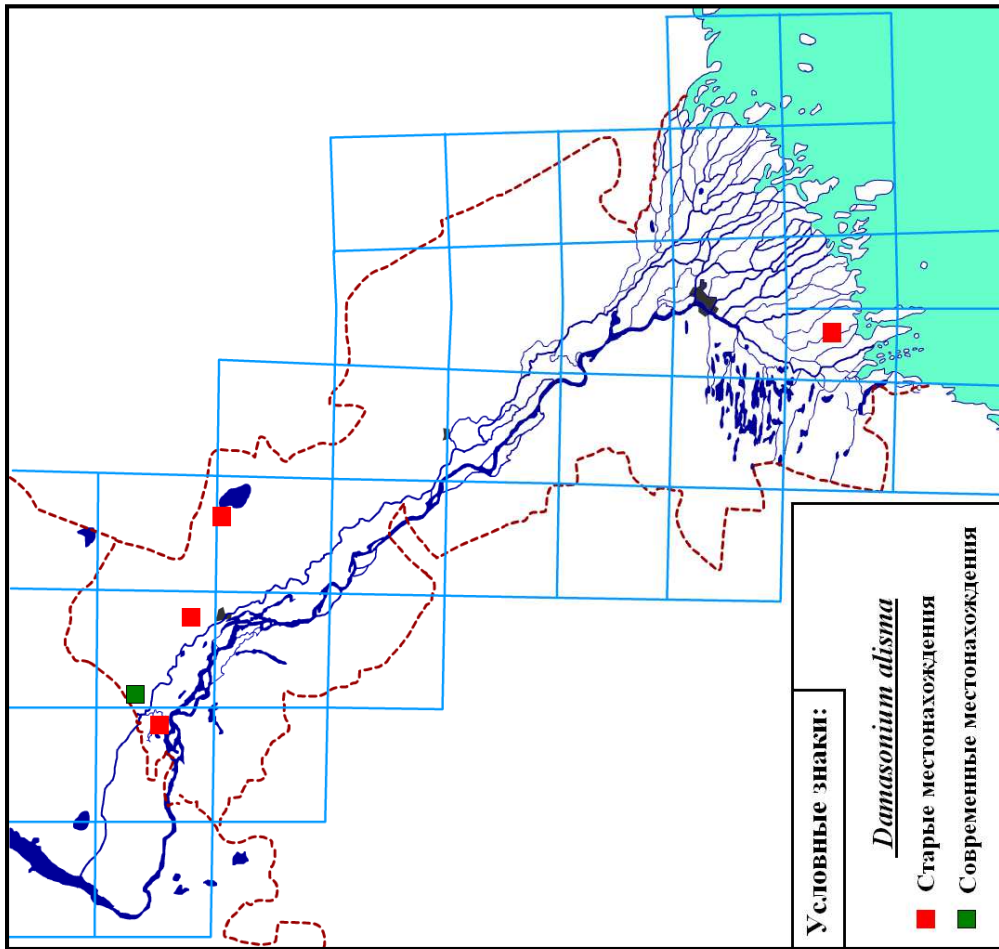 Условные знаки:
Damasonium alisma
Старые местонахождения
Современные местонахождения